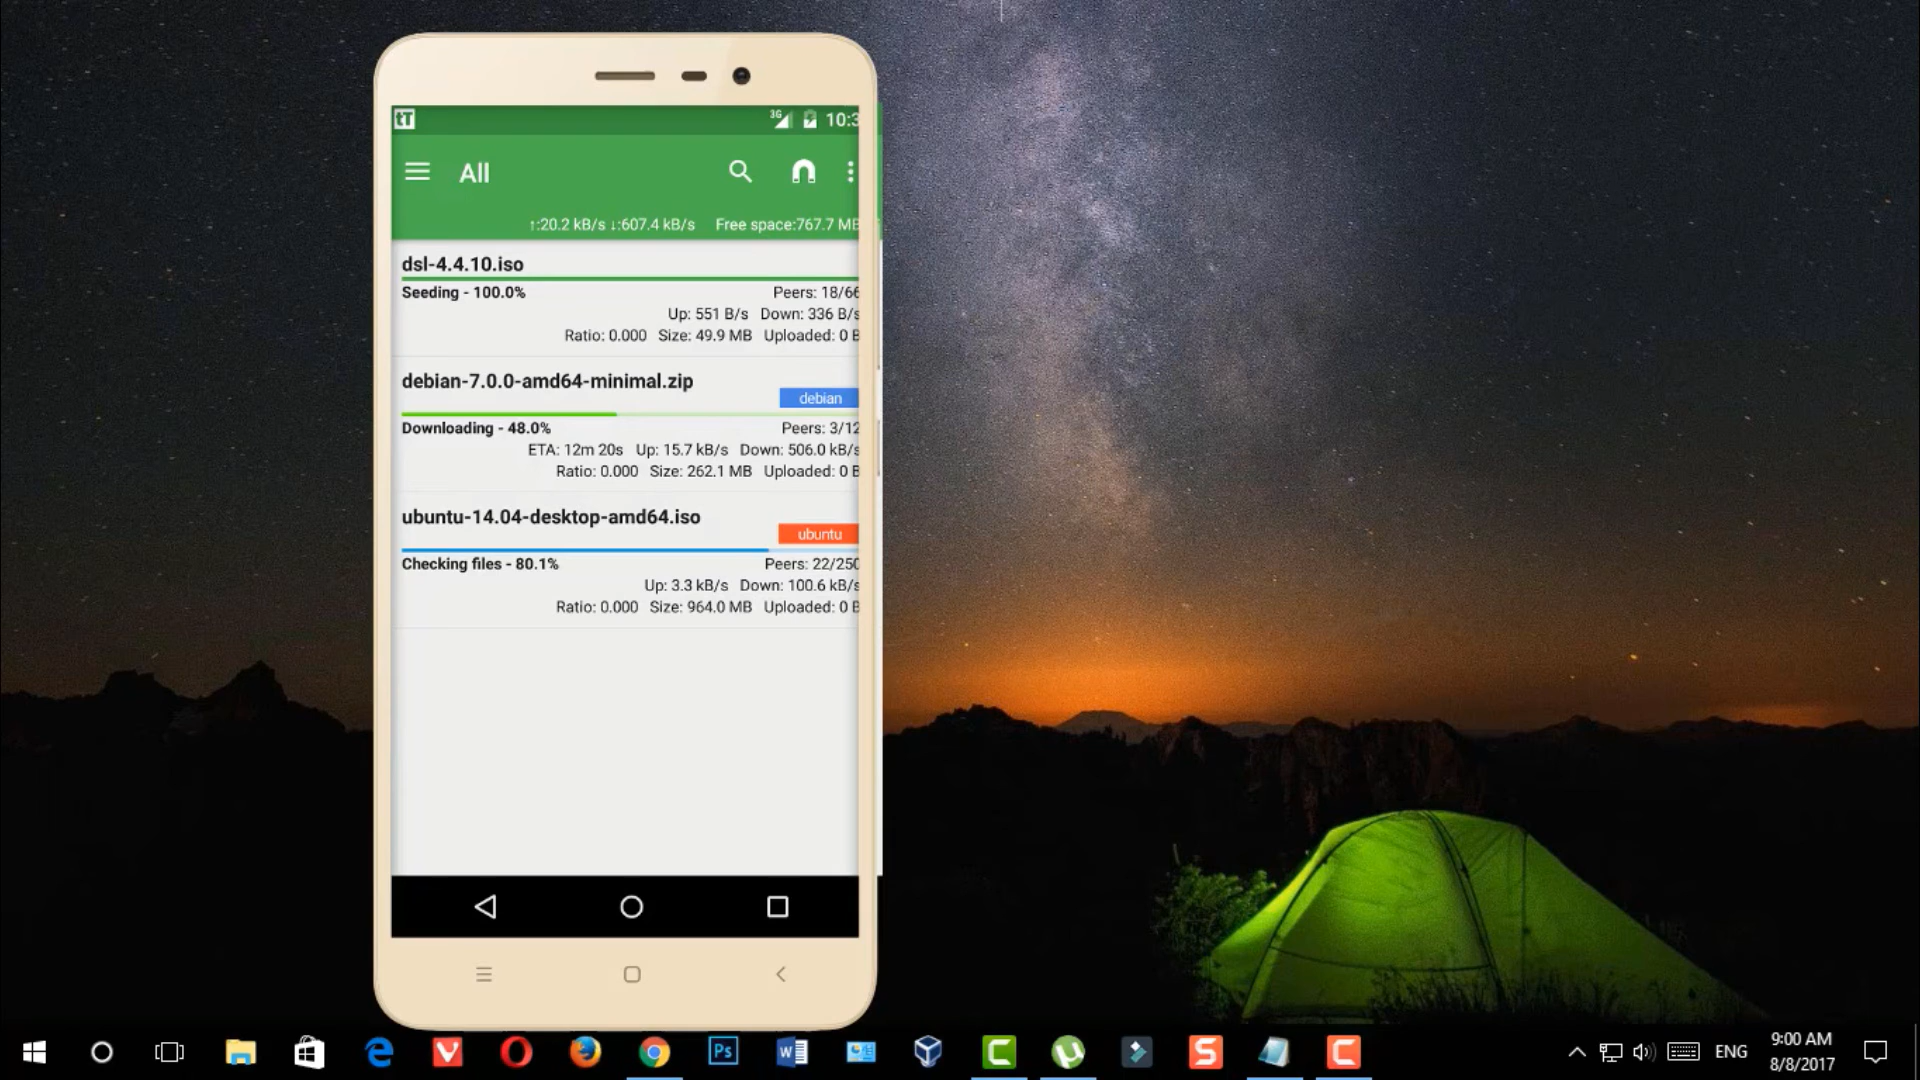 tT 3G 10:3
All
↑:20.2 kB/s ↓:607.4 kB/s Free space:767.7 MB
dsl-4.4.10.iso
Seeding - 100.0% Peers: 18/66
Up: 551 B/s Down: 336 B/s
Ratio: 0.000 Size: 49.9 MB Uploaded: 0 B
debian-7.0.0-amd64-minimal.zip
debian
Downloading - 48.0% Peers: 3/12
ETA: 12m 20s Up: 15.7 kB/s Down: 506.0 kB/s
Ratio: 0.000 Size: 262.1 MB Uploaded: 0 B
ubuntu-14.04-desktop-amd64.iso
ubuntu
Checking files - 80.1% Peers: 22/250
Up: 3.3 kB/s Down: 100.6 kB/s
Ratio: 0.000 Size: 964.0 MB Uploaded: 0 B
Ps
ENG
9:00 AM
8/8/2017